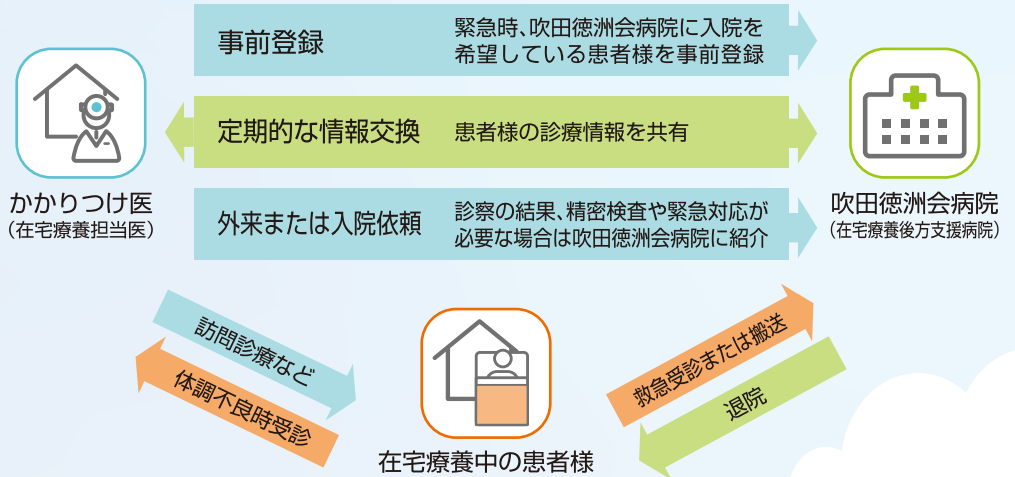 事前登録
緊急時、吹田徳洲会病院に入院を
希望している患者様を事前登録
定期的な情報交換
患者様の診療情報を共有
外来または入院依頼
診察の結果、精密検査や緊急対応が
必要な場合は吹田徳洲会病院に紹介
かかりつけ医
（在宅療養担当医）
吹田徳洲会病院
（在宅療養後方支援病院）
訪問診療など
体調不良時受診
救急受診または搬送
退院
在宅療養中の患者様